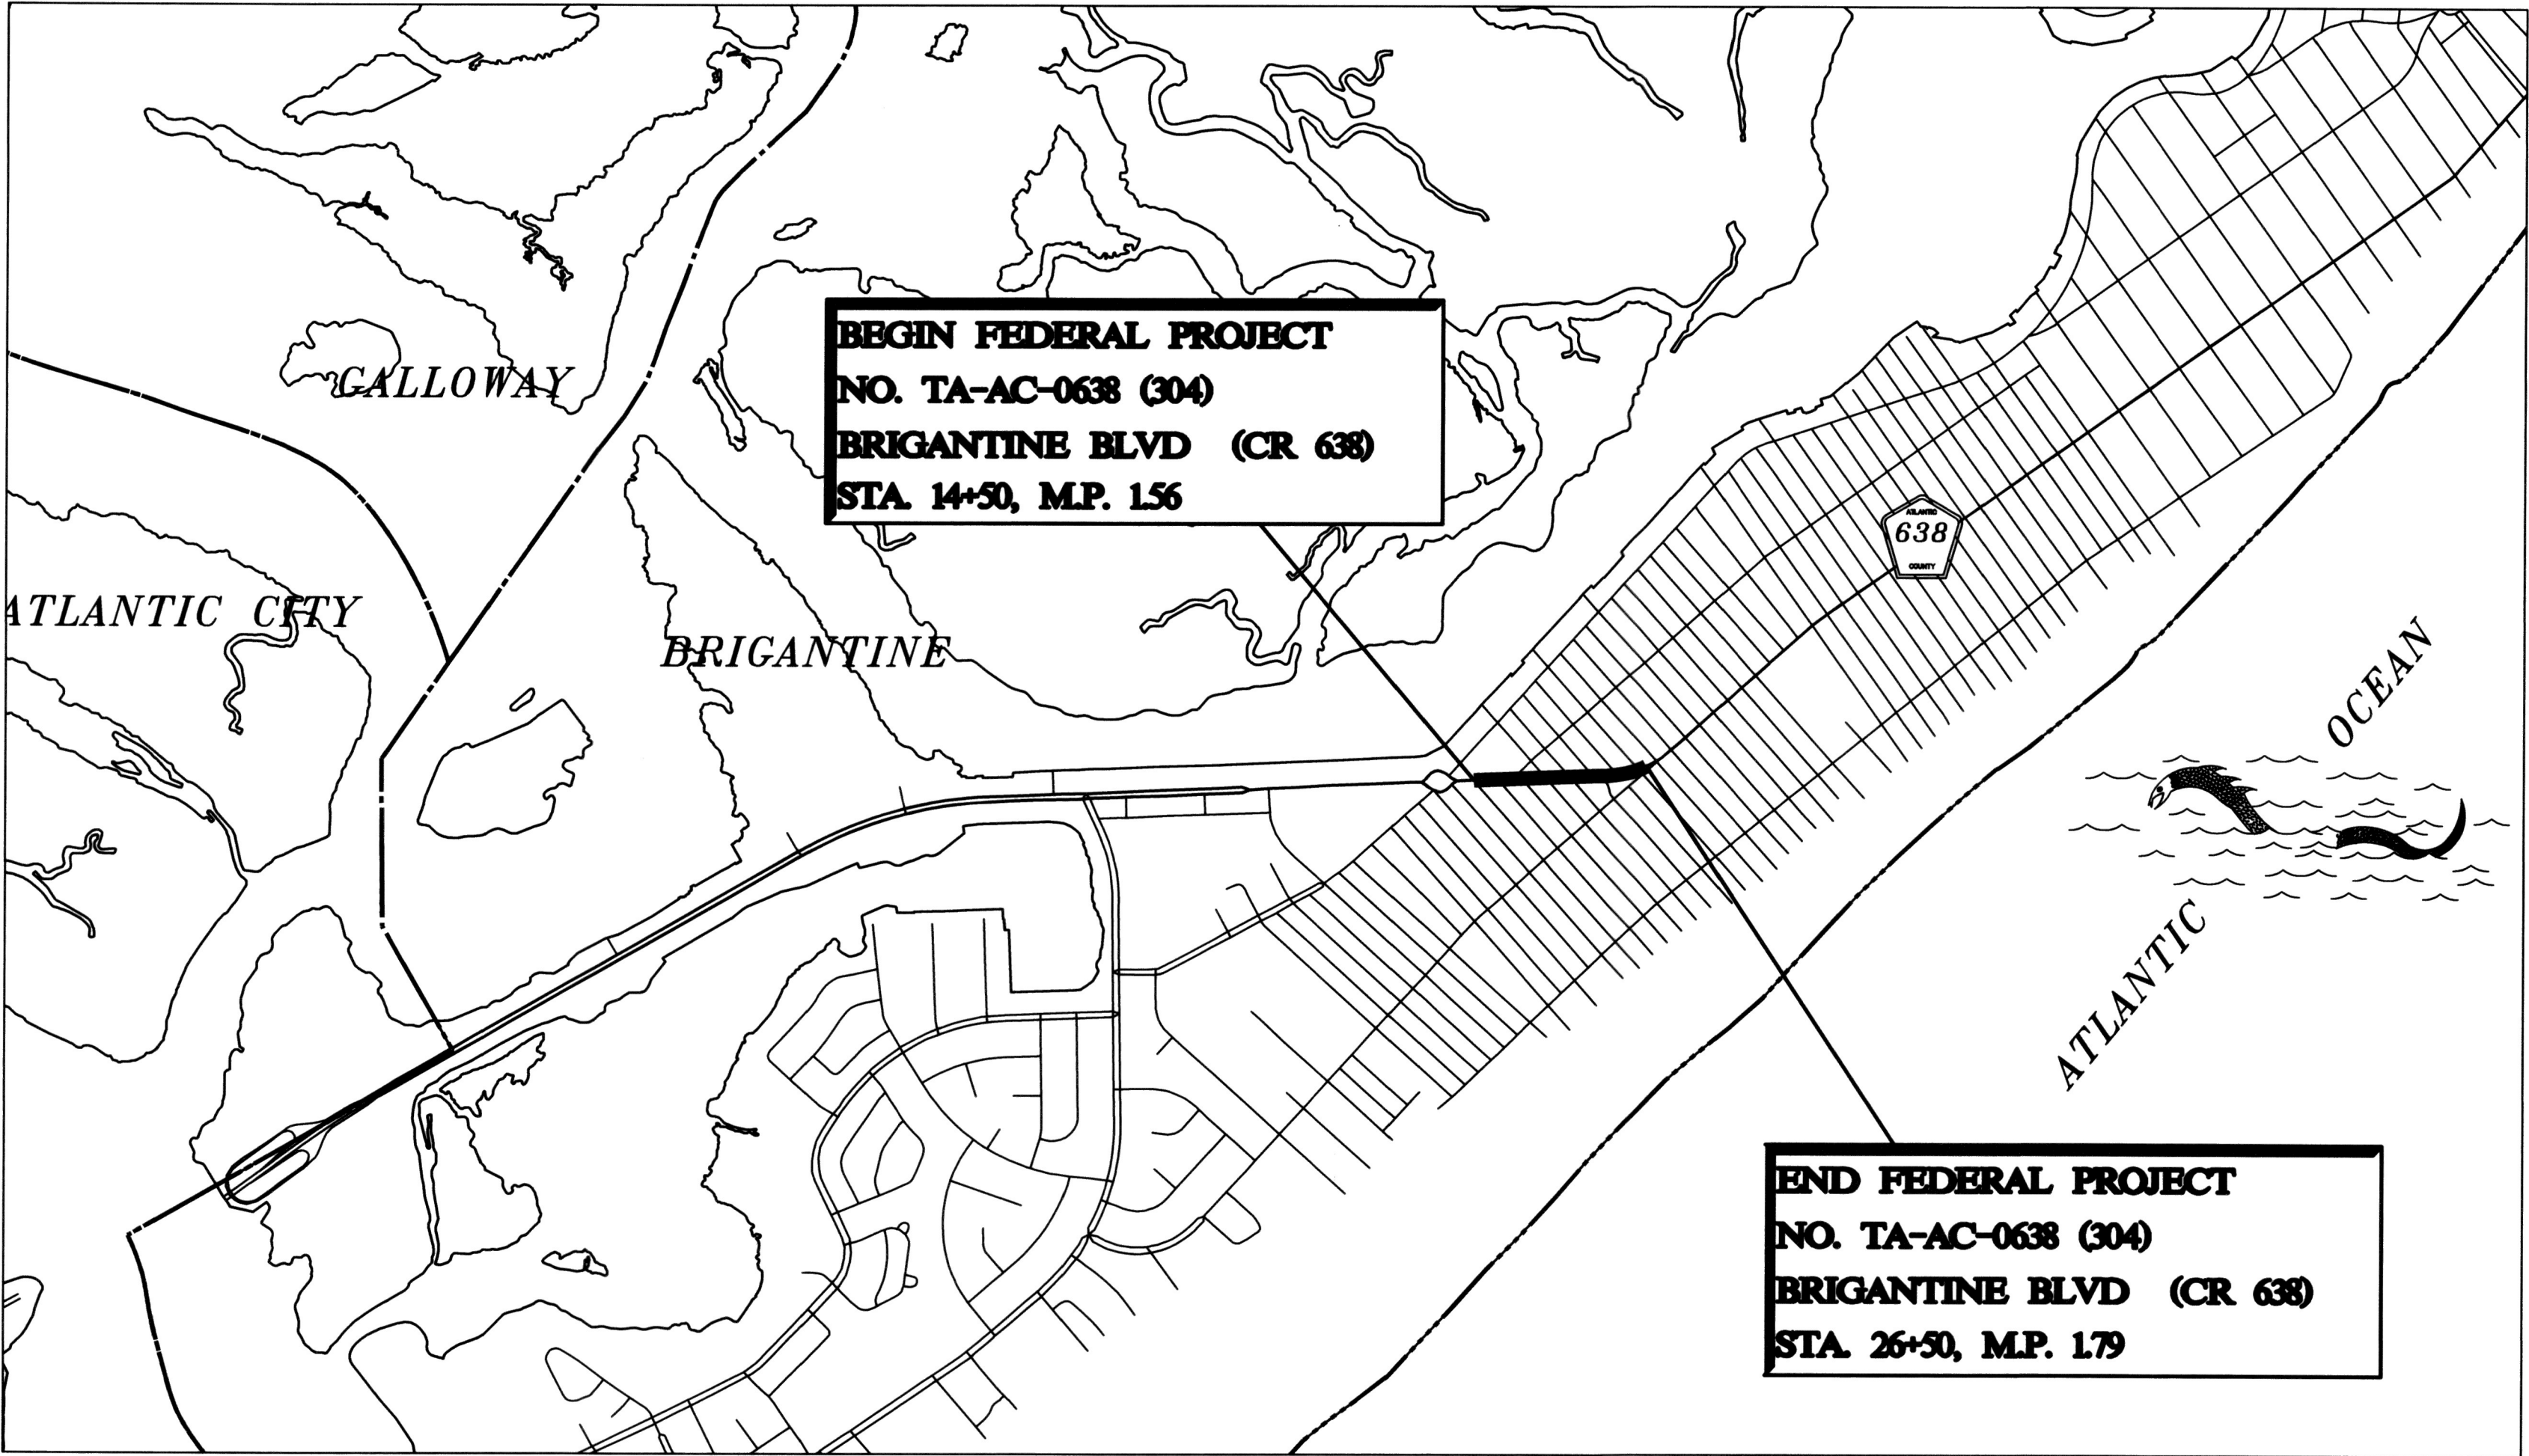 BEGIN FEDERAL PROJECT
NO. TA-AC-0638 (304)
BRIGANTINE BLVD (CR 638)
STA. 14+50, M.P. 1.56
GALLOWAY
ATLANTIC CITY
BRIGANTINE
ATLANTIC
638
COUNTY
OCEAN
ATLANTIC
END FEDERAL PROJECT
NO. TA-AC-0638 (304)
BRIGANTINE BLVD (CR 638)
STA. 26+50, M.P. 1.79